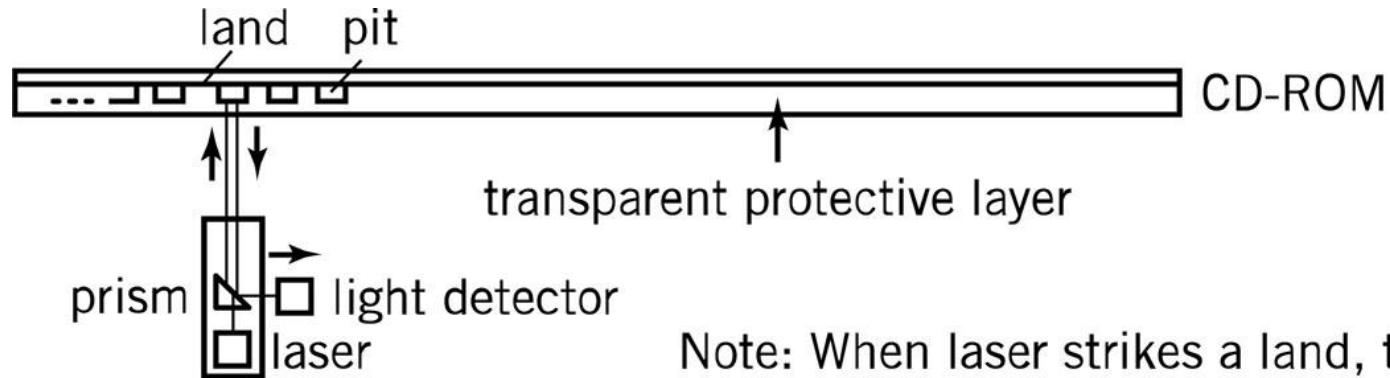 land pit
CD-ROM
transparent protective layer
prism light detector
laser Note: When laser strikes a land,